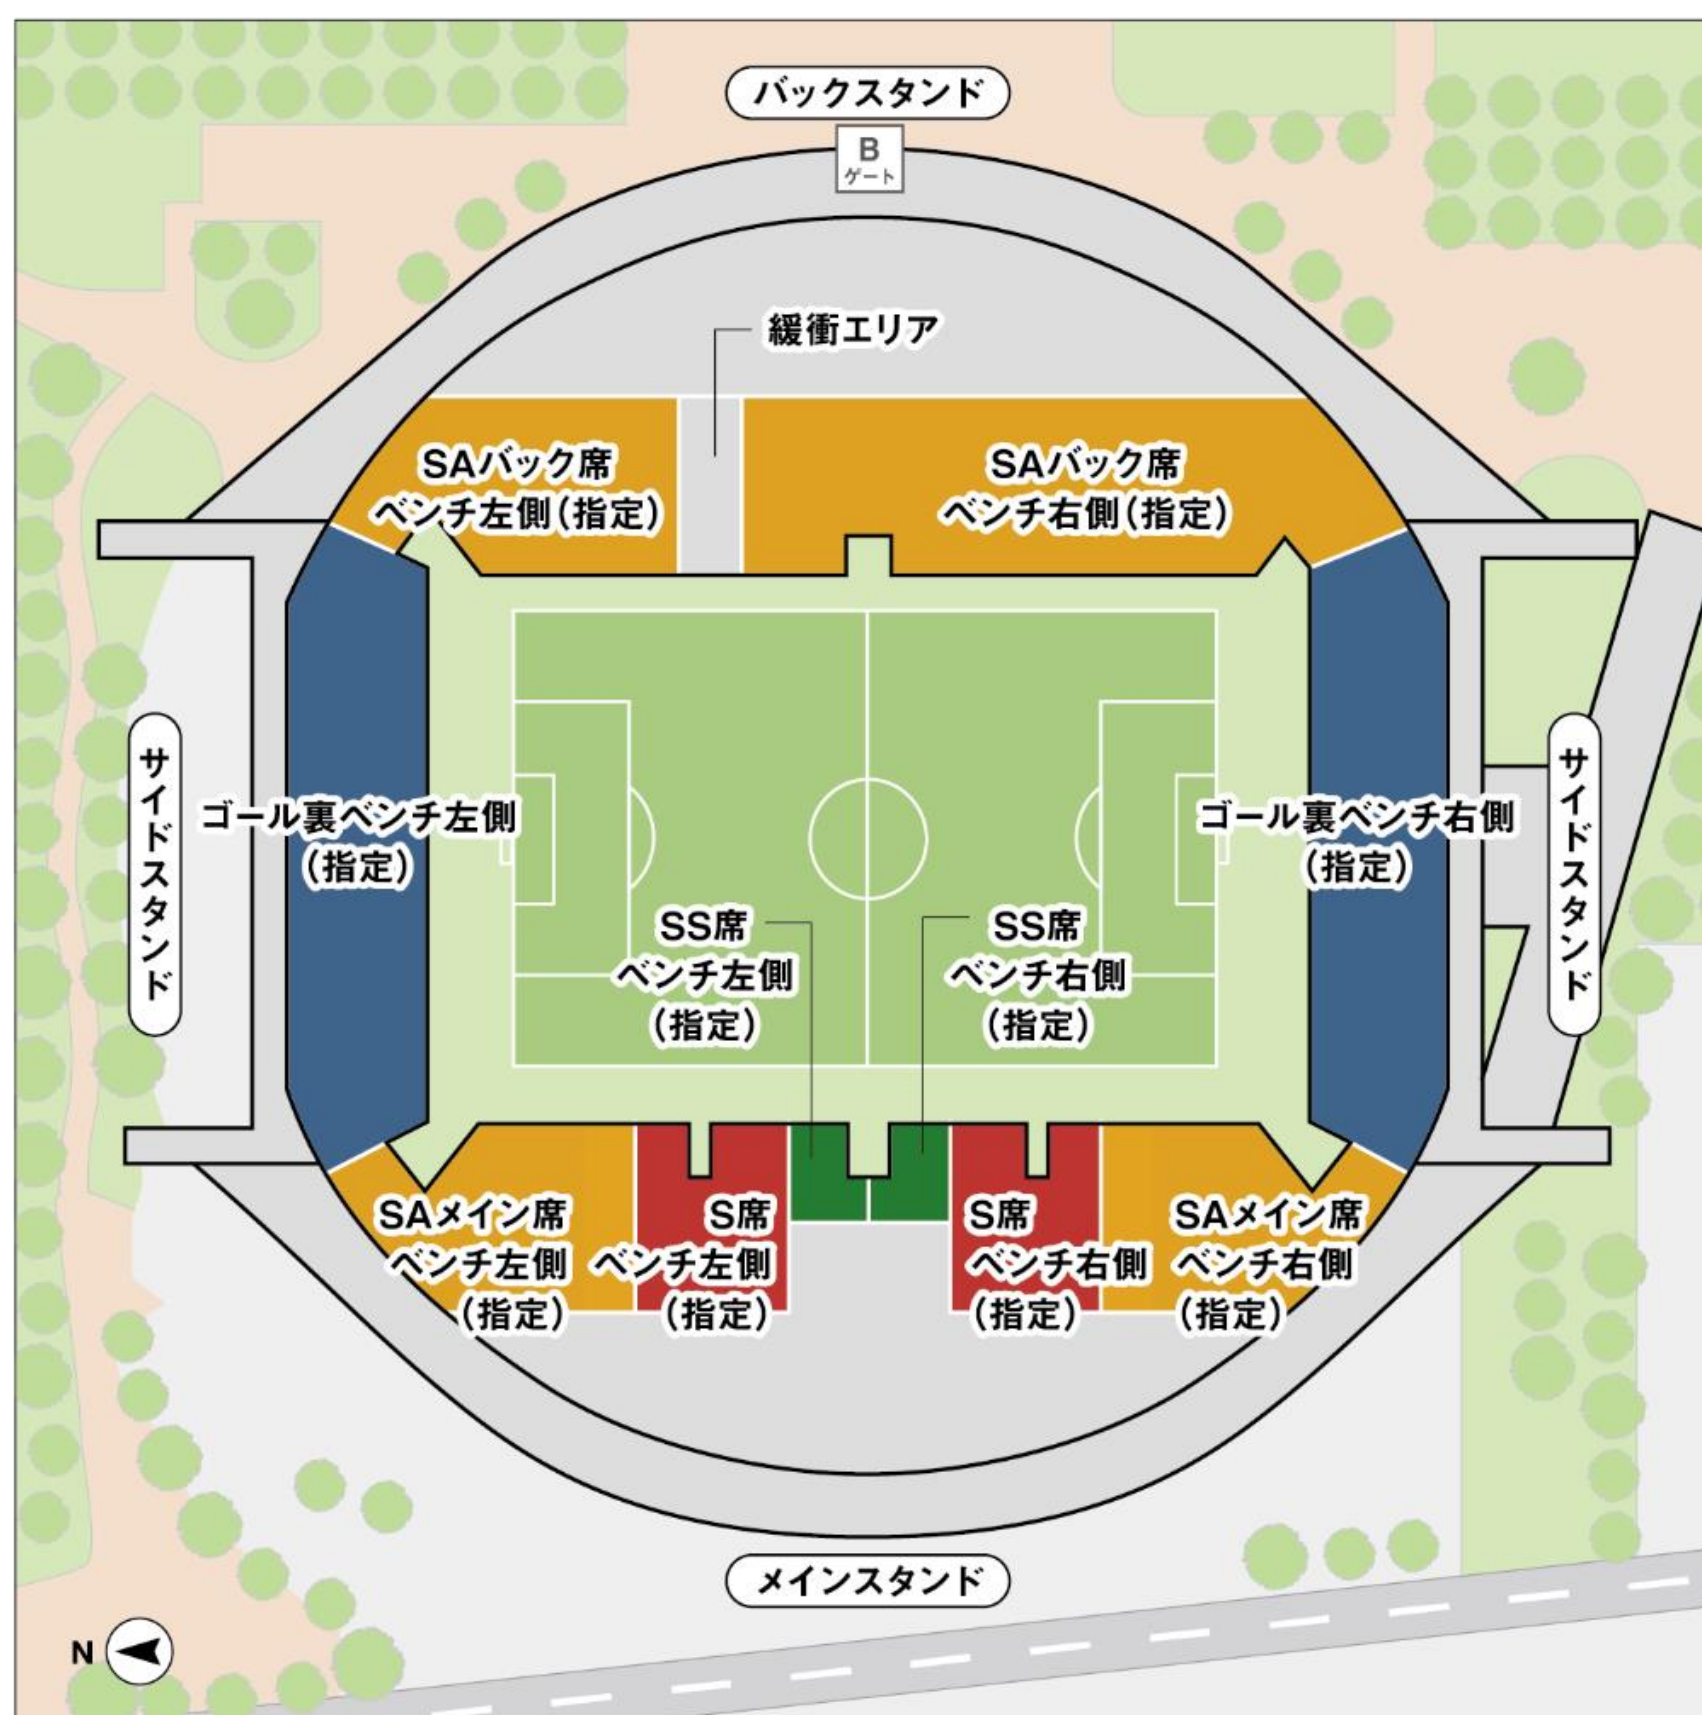 バックスタンド
B
ゲート
緩衝エリア
SAバック席
ベンチ左側(指定)
SAバック席
ベンチ右側(指定)
サイドスタンド
ゴール裏ベンチ左側
(指定)
ゴール裏ベンチ右側
(指定)
サイドスタンド
SS席
ベンチ左側
(指定)
SS席
ベンチ右側
(指定)
SAメイン席
ベンチ左側
(指定)
S席
ベンチ左側
(指定)
S席
ベンチ右側
(指定)
SAメイン席
ベンチ右側
(指定)
メインスタンド
N